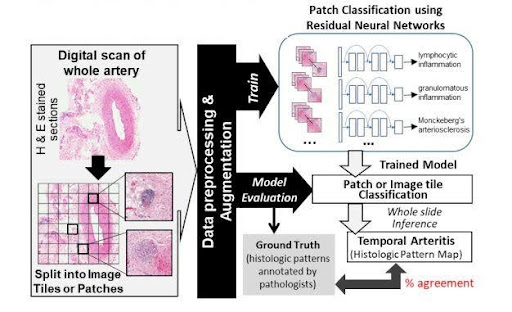 Patch Classification using
Residual Neural Networks
Digital scan of
whole artery
H & E stained
sections
Split into Image
Tiles or Patches
Data preprocessing &
Augmentation
Train
lymphocytic
inflammation
granulomatous
inflammation
Monckeberg's
arteriosclerosis
...
...
Trained Model
Model
Evaluation
Patch or Image tile
Classification
Whole slide
Inference
Ground Truth
(histologic patterns
annotated by
pathologists)
Temporal Arteritis
(Histologic Pattern Map)
% agreement